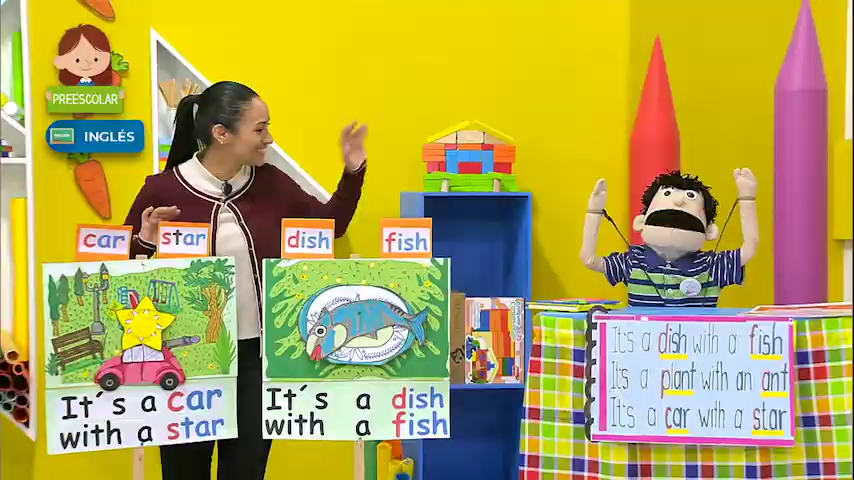 PREESCOLAR
INGLÉS
car
star
dish
fish
It´s a car
with a star
It´s a dish
with a fish
It's a dish with a fish
It's a plant with an ant
It's a car with a star